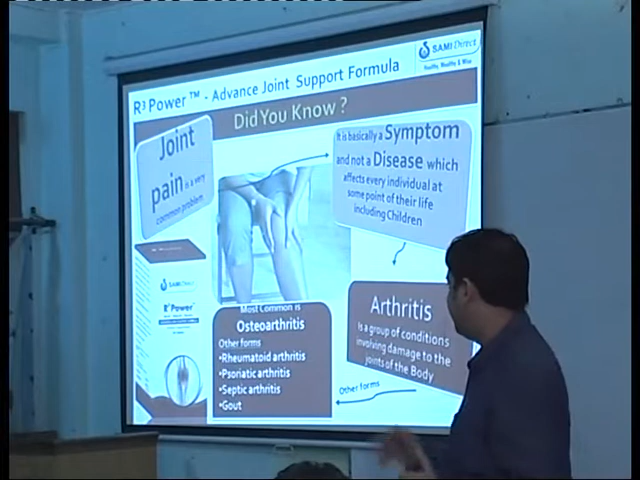 SAMI Direct
Healthy, Wealthy & Wise
R³ Power ™ - Advance Joint Support Formula
Did You Know ?
Joint
pain is a very
common problem
It is basically a Symptom
and not a Disease which
affects every individual at
some point of their life
including Children
SAMI Direct
R³ Power
Most Common is
Osteoarthritis
Other forms
•Rheumatoid arthritis
•Psoriatic arthritis
•Septic arthritis
•Gout
Arthritis
Is a group of conditions
involving damage to the
joints of the Body
Other forms